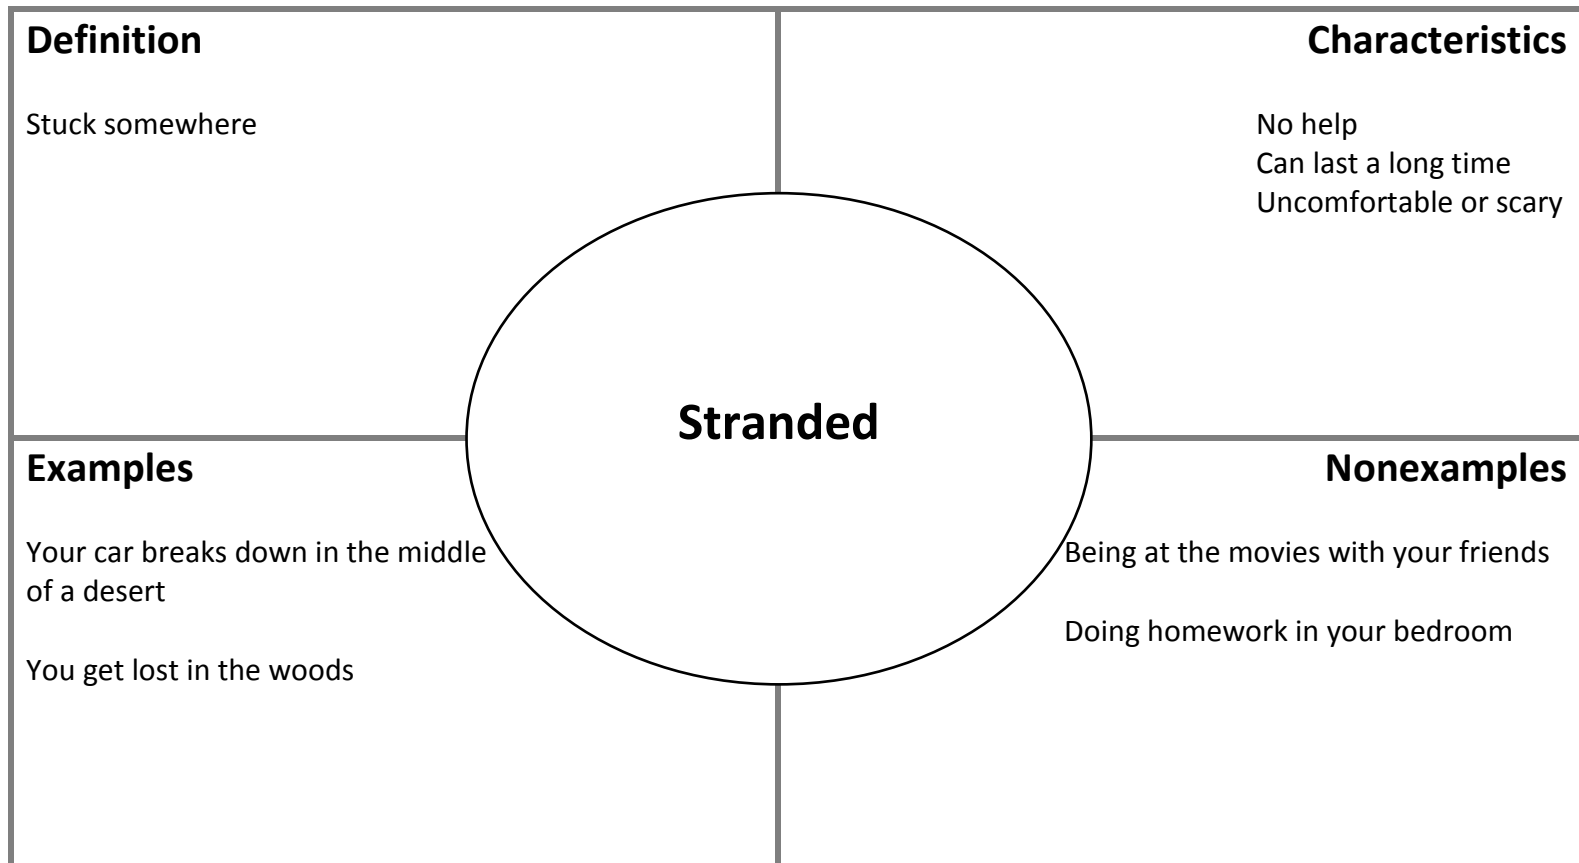 Definition
Stuck somewhere
Characteristics
No help
Can last a long time
Uncomfortable or scary
Stranded
Examples
Your car breaks down in the middle
of a desert
You get lost in the woods
Nonexamples
Being at the movies with your friends
Doing homework in your bedroom